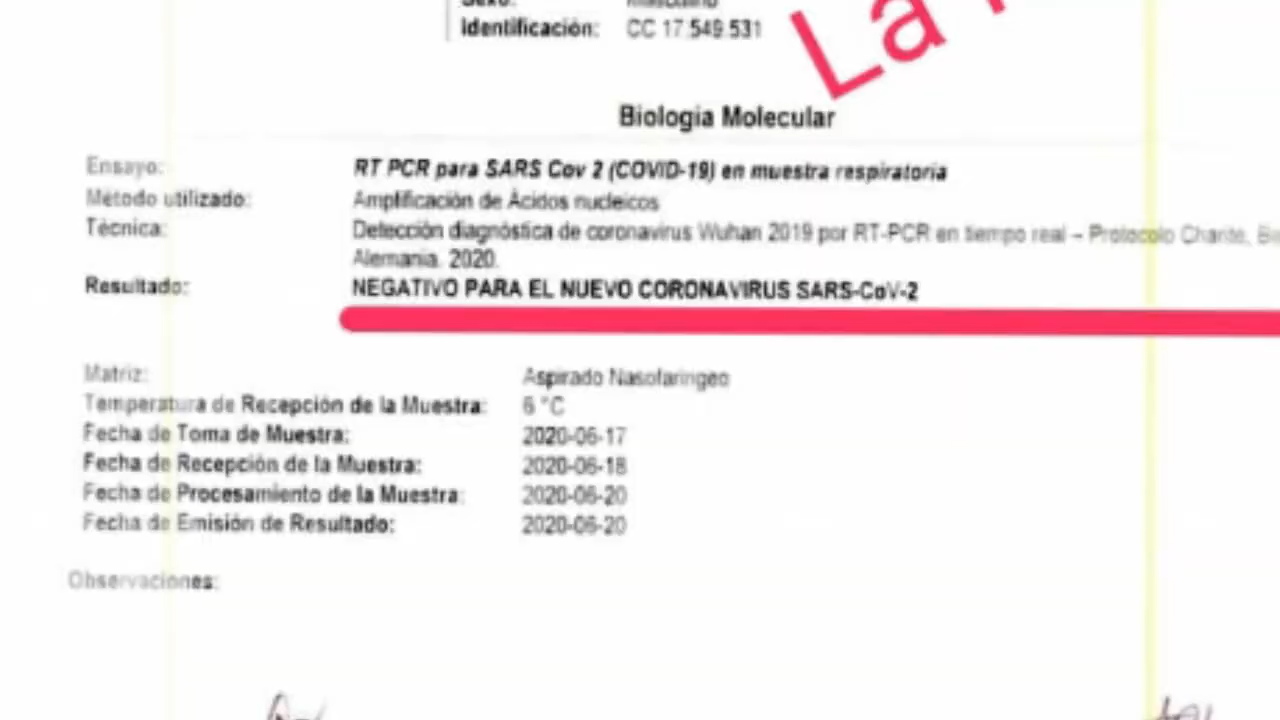 Sexo: Masculino
Identificación: CC 17.549.531
La
Biología Molecular
Ensayo: RT PCR para SARS Cov 2 (COVID-19) en muestra respiratoria
Método utilizado: Amplificación de Ácidos nucleicos
Técnica: Detección diagnóstica de coronavirus Wuhan 2019 por RT-PCR en tiempo real – Protocolo Charite,
Alemania. 2020.
Resultado: NEGATIVO PARA EL NUEVO CORONAVIRUS SARS-CoV-2
Matriz: Aspirado Nasofaringeo
Temperatura de Recepción de la Muestra: 6 °C
Fecha de Toma de Muestra: 2020-06-17
Fecha de Recepción de la Muestra: 2020-06-18
Fecha de Procesamiento de la Muestra: 2020-06-20
Fecha de Emisión de Resultado: 2020-06-20
Observaciones: